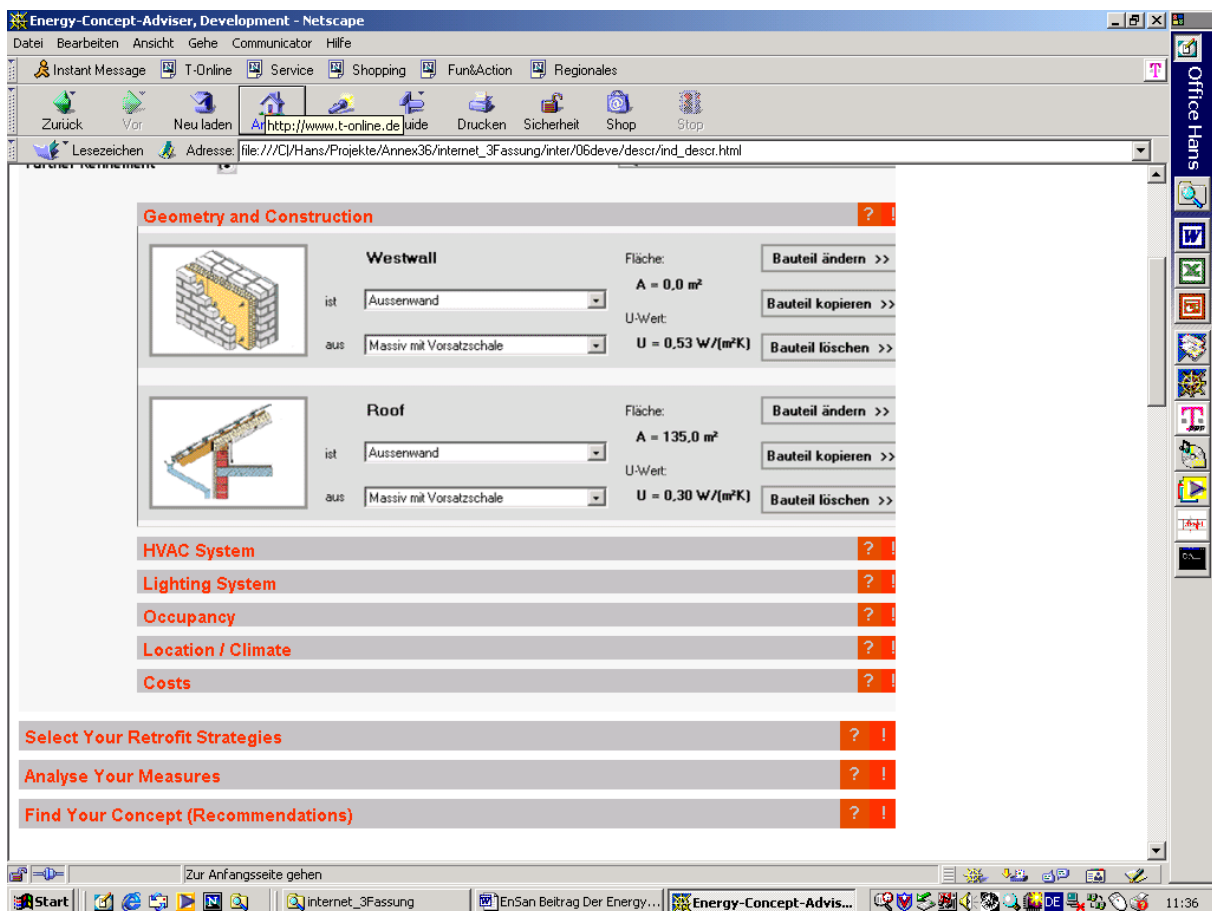 Energy-Concept-Adviser, Development - Netscape
Datei Bearbeiten Ansicht Gehe Communicator Hilfe
Instant Message T-Online Service Shopping Fun&Action Regionales
Zurück Vor Neu laden http://www.t-online.de uide Drucken Sicherheit Shop Stop
Lesezeichen Adresse: file:///C|/Hans/Projekte/Annex36/internet_3Fassung/inter/06deve/descr/ind_descr.html
Office Hans
Further Refinement
Geometry and Construction ? !
Westwall Fläche: Bauteil ändern >>
A = 0,0 m²
ist Aussenwand Bauteil kopieren >>
U-Wert:
aus Massiv mit Vorsatzschale U = 0,53 W/(m²K) Bauteil löschen >>
Roof Fläche: Bauteil ändern >>
A = 135,0 m²
ist Aussenwand Bauteil kopieren >>
U-Wert:
aus Massiv mit Vorsatzschale U = 0,30 W/(m²K) Bauteil löschen >>
HVAC System ? !
Lighting System ? !
Occupancy ? !
Location / Climate ? !
Costs ? !
Select Your Retrofit Strategies ? !
Analyse Your Measures ? !
Find Your Concept (Recommendations) ? !
Zur Anfangsseite gehen
Start internet_3Fassung EnSan Beitrag Der Energy... Energy-Concept-Advis... DE 11:36